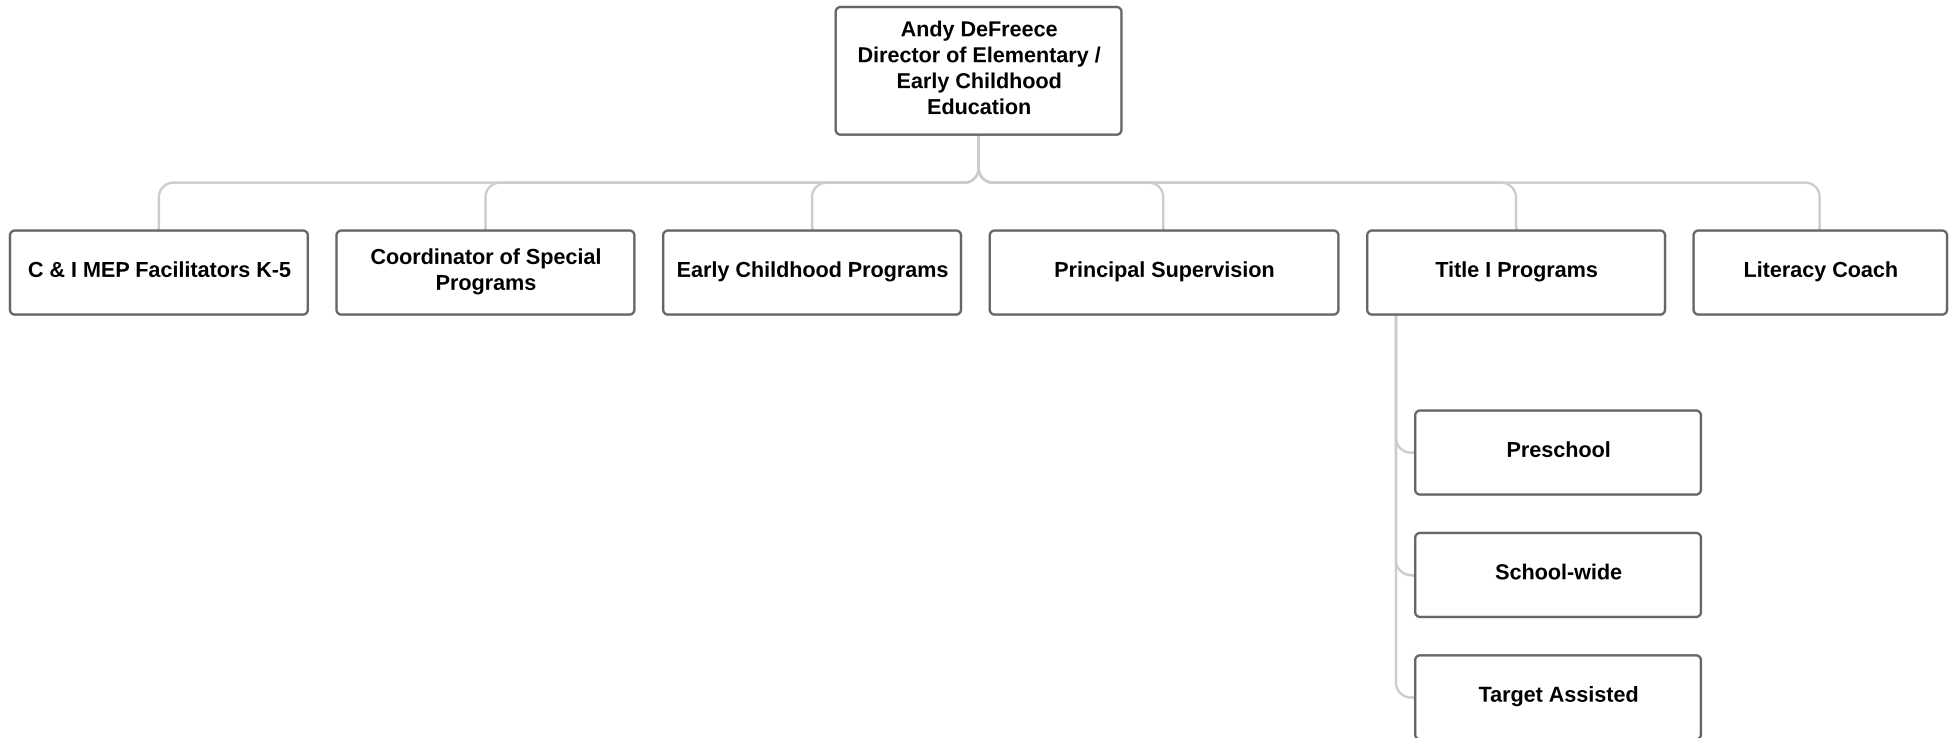 Andy DeFreece
Director of Elementary /
Early Childhood
Education
C & I MEP Facilitators K-5
Coordinator of Special
Programs
Early Childhood Programs
Principal Supervision
Title I Programs
Literacy Coach
Preschool
School-wide
Target Assisted